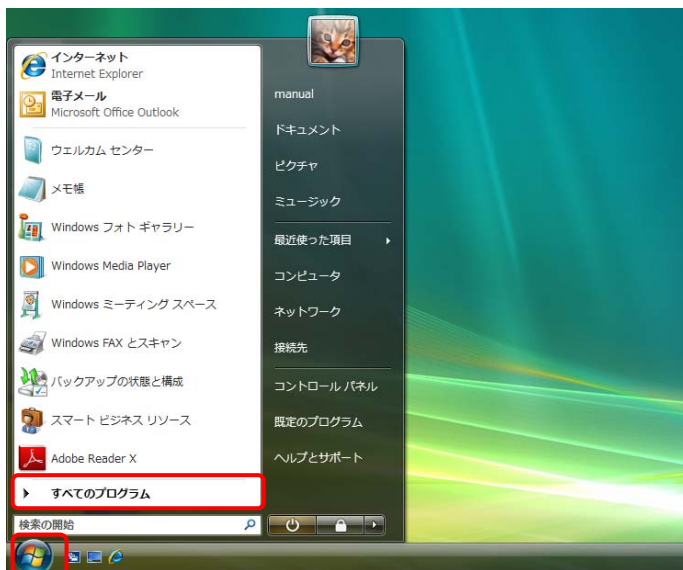 インターネット
Internet Explorer
電子メール
Microsoft Office Outlook
ウェルカム センター
メモ帳
Windows フォト ギャラリー
Windows Media Player
Windows ミーティング スペース
Windows FAX とスキャン
バックアップの状態と構成
スマート ビジネス リソース
Adobe Reader X
すべてのプログラム
検索の開始
manual
ドキュメント
ピクチャ
ミュージック
最近使った項目
コンピュータ
ネットワーク
接続先
コントロール パネル
既定のプログラム
ヘルプとサポート